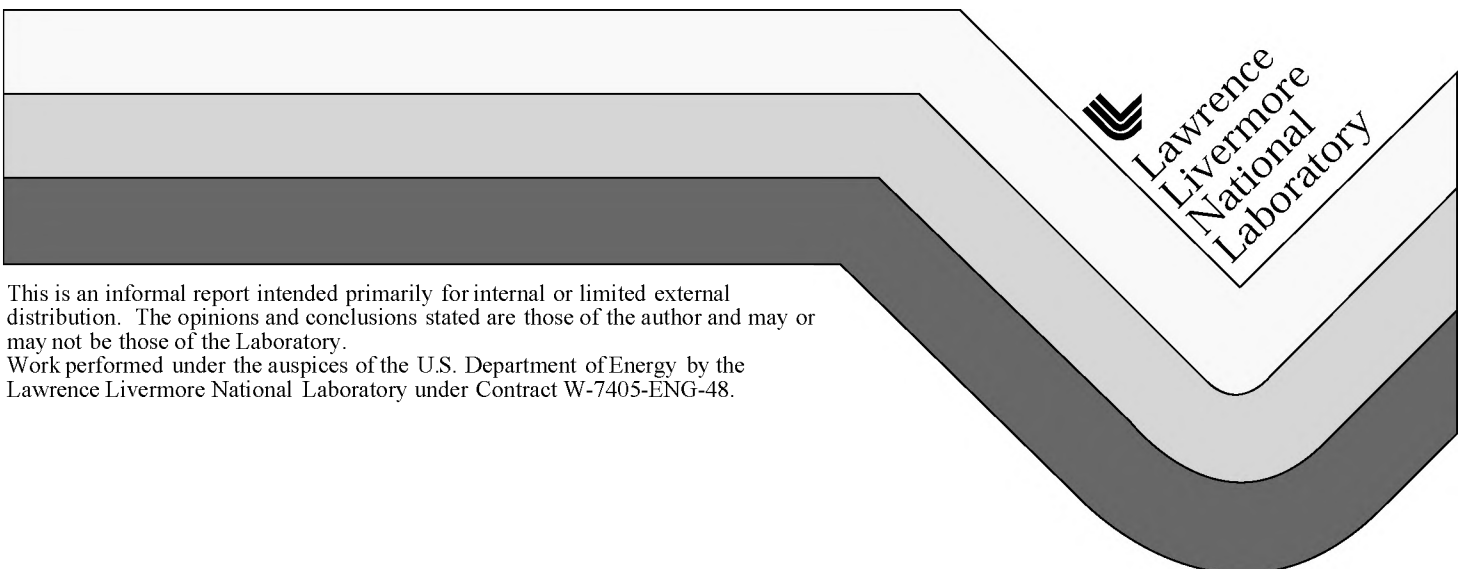 Lawrence
Livermore
National
Laboratory
This is an informal report intended primarily for internal or limited external
distribution. The opinions and conclusions stated are those of the author and may or
may not be those of the Laboratory.
Work performed under the auspices of the U.S. Department of Energy by the
Lawrence Livermore National Laboratory under Contract W-7405-ENG-48.